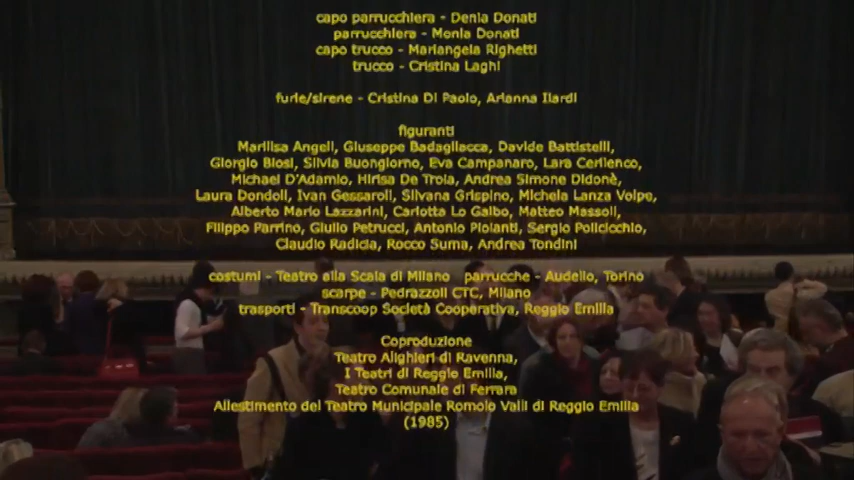 capo parrucchiera - Denia Donati
parrucchiera - Monia Donati
capo trucco - Mariangela Righetti
trucco - Cristina Laghi
furie/sirene - Cristina Di Paolo, Arianna Ilardi
figuranti
Marilisa Angeli, Giuseppe Badagliacca, Davide Battistelli,
Giorgio Biosi, Silvia Buongiorno, Eva Campanaro, Lara Cerilenco,
Michael D'Adamio, Hirisa De Troia, Andrea Simone Didonè,
Laura Dondoli, Ivan Gessaroli, Silvana Grispino, Michela Lanza Volpe,
Alberto Mario Lazzarini, Carlotta Lo Galbo, Matteo Massoli,
Filippo Parrino, Giulio Petrucci, Antonio Pioianti, Sergio Policicchio,
Claudio Radicia, Rocco Suma, Andrea Tondini
costumi - Teatro alla Scala di Milano parrucche - Audello, Torino
scarpe - Pedrazzoli CTC, Milano
trasporti - Transcoop Società Cooperativa, Reggio Emilia
Coproduzione
Teatro Alighieri di Ravenna,
I Teatri di Reggio Emilia,
Teatro Comunale di Ferrara
Allestimento del Teatro Municipale Romolo Valli di Reggio Emilia
(1985)